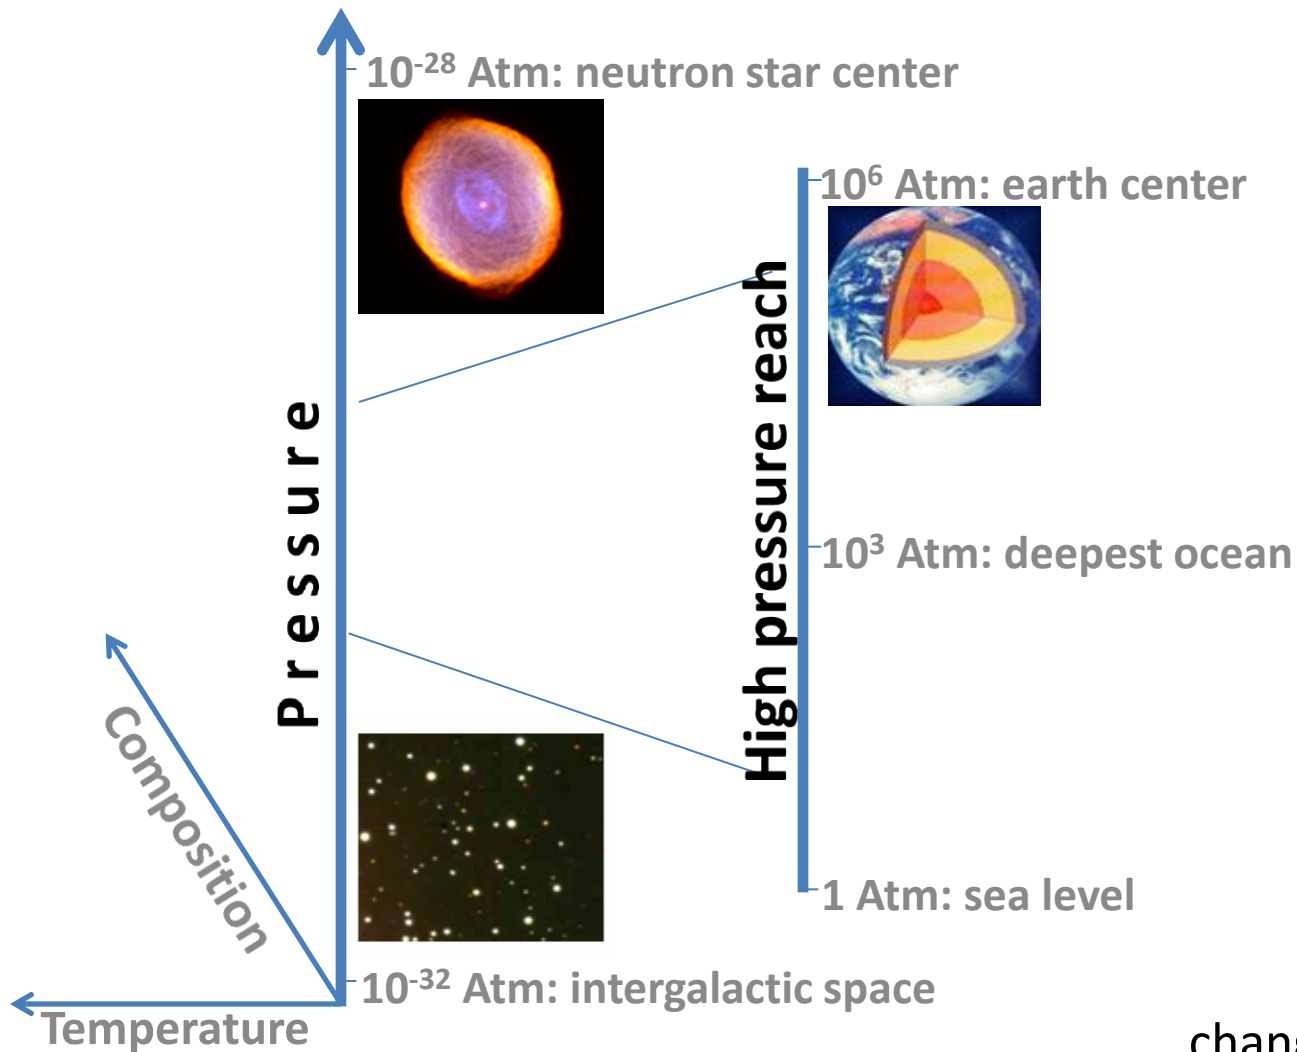 10⁻²⁸ Atm: neutron star center
10⁶ Atm: earth center
Pressure
High pressure reach
10³ Atm: deepest ocean
Composition
1 Atm: sea level
10⁻³² Atm: intergalactic space
Temperature